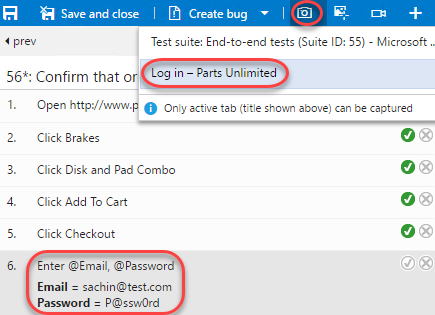 Save and close Create bug
prev
Test suite: End-to-end tests (Suite ID: 55) - Microsoft ...
Log in – Parts Unlimited
56*: Confirm that or
Only active tab (title shown above) can be captured
1. Open http://www.p
2. Click Brakes
3. Click Disk and Pad Combo
4. Click Add To Cart
5. Click Checkout
6. Enter @Email, @Password
Email = sachin@test.com
Password = P@ssw0rd